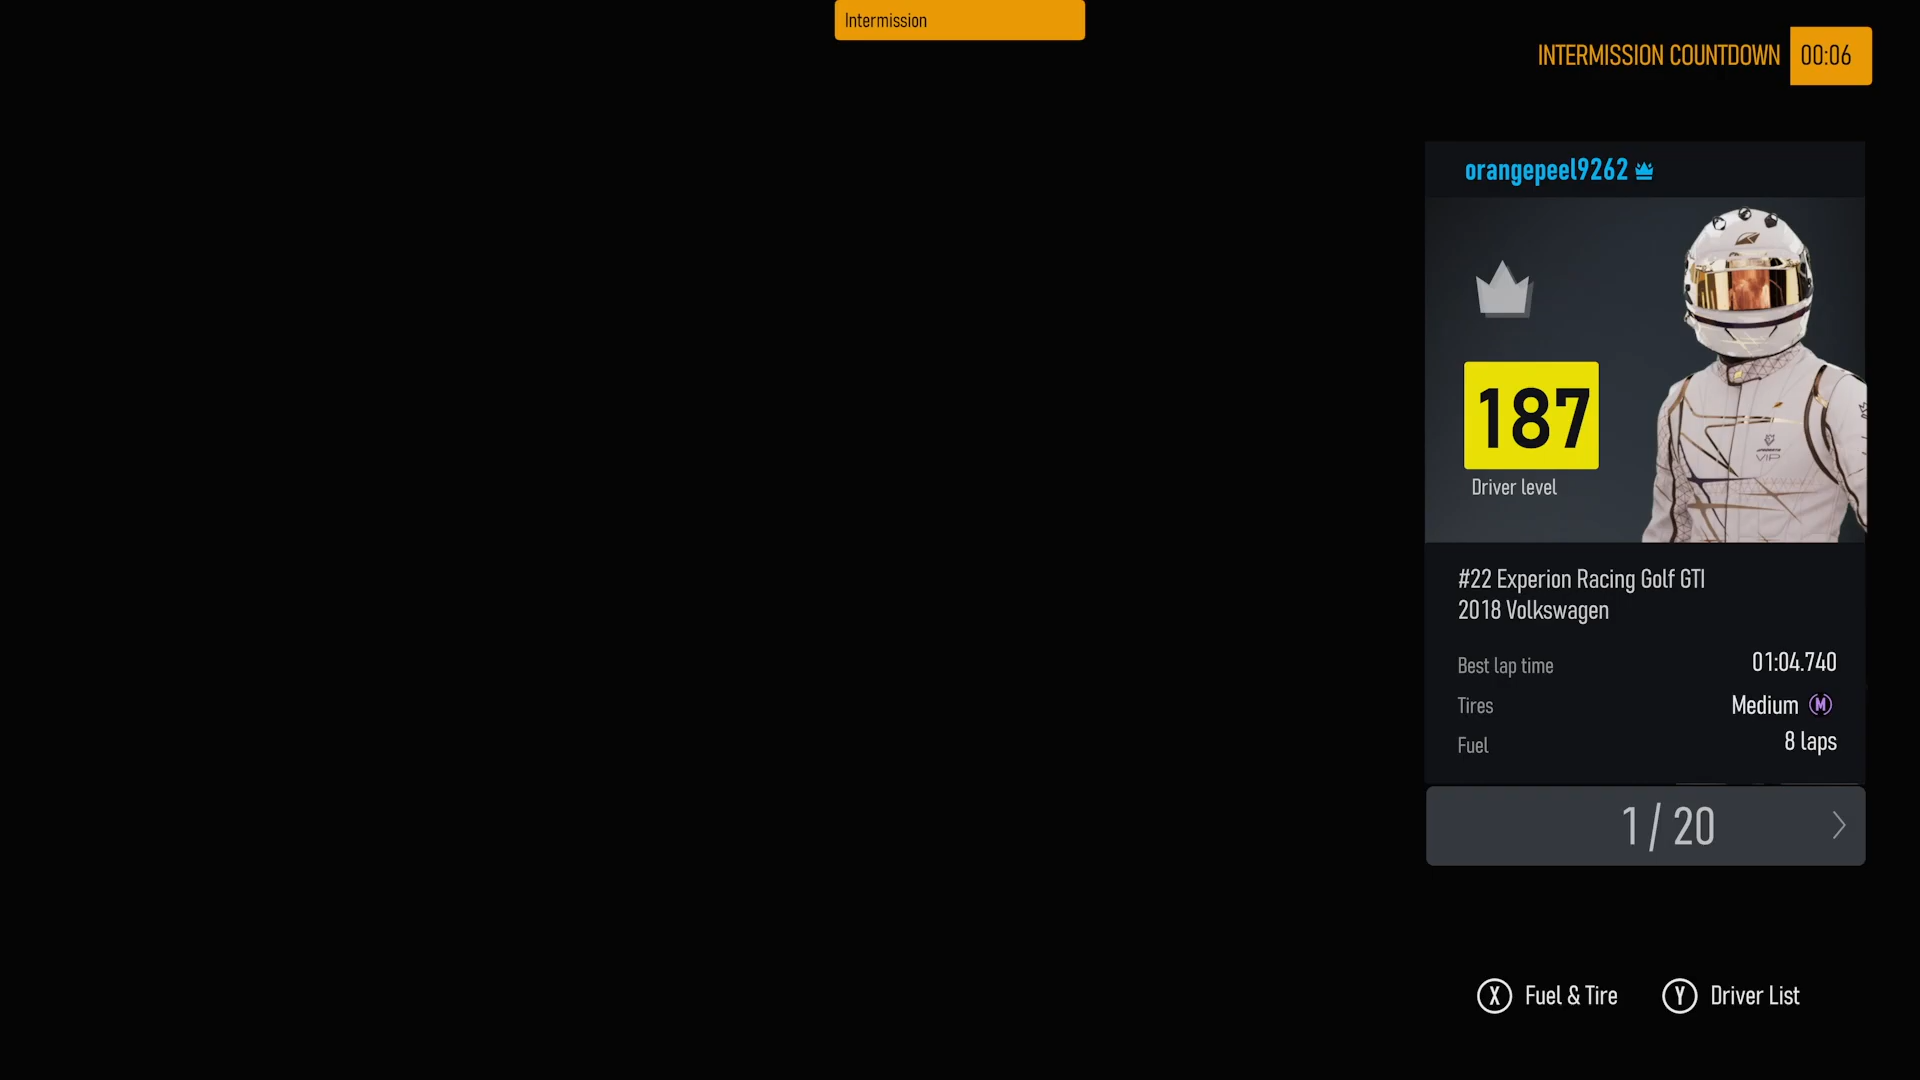 Intermission
INTERMISSION COUNTDOWN 00:06
orangepeel9262
187
Driver level
VIP
#22 Experion Racing Golf GTI
2018 Volkswagen
Best lap time 01:04.740
Tires Medium M
Fuel 8 laps
1 / 20
X Fuel & Tire Y Driver List